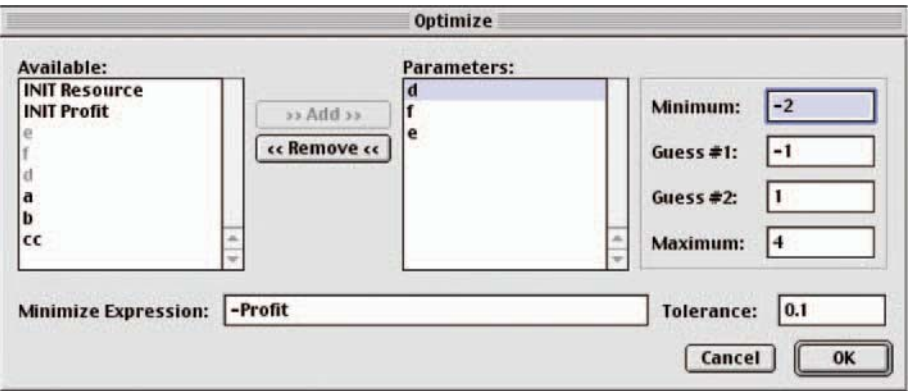 Optimize
Available:
INIT Resource
INIT Profit
e
f
d
a
b
cc
>> Add >>
<< Remove <<
Parameters:
d
f
e
Minimum: -2
Guess #1: -1
Guess #2: 1
Maximum: 4
Minimize Expression: -Profit
Tolerance: 0.1
Cancel
OK